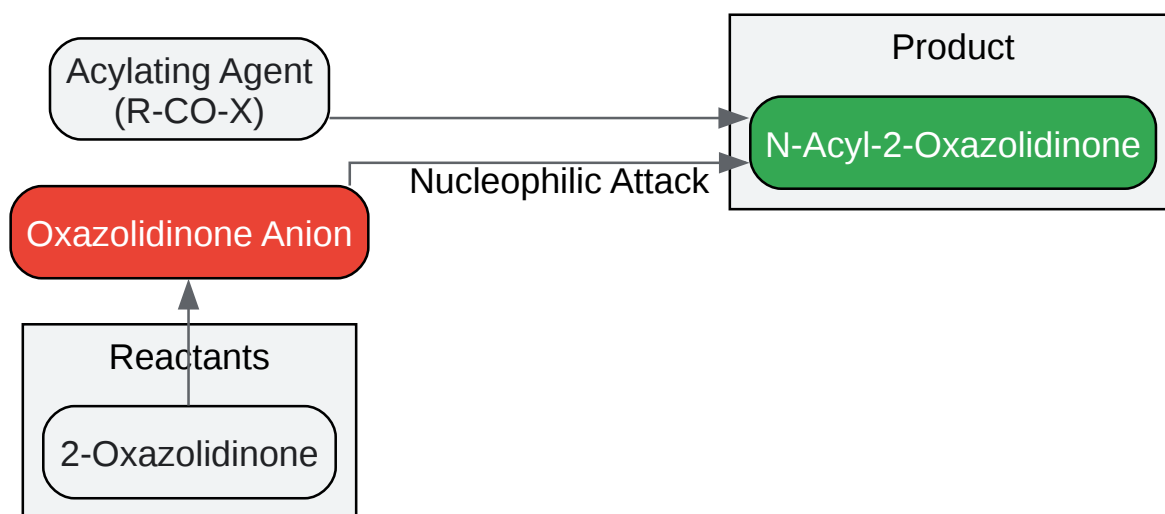 Acylating Agent
(R-CO-X)
Product
N-Acyl-2-Oxazolidinone
Nucleophilic Attack
Oxazolidinone Anion
Reactants
2-Oxazolidinone